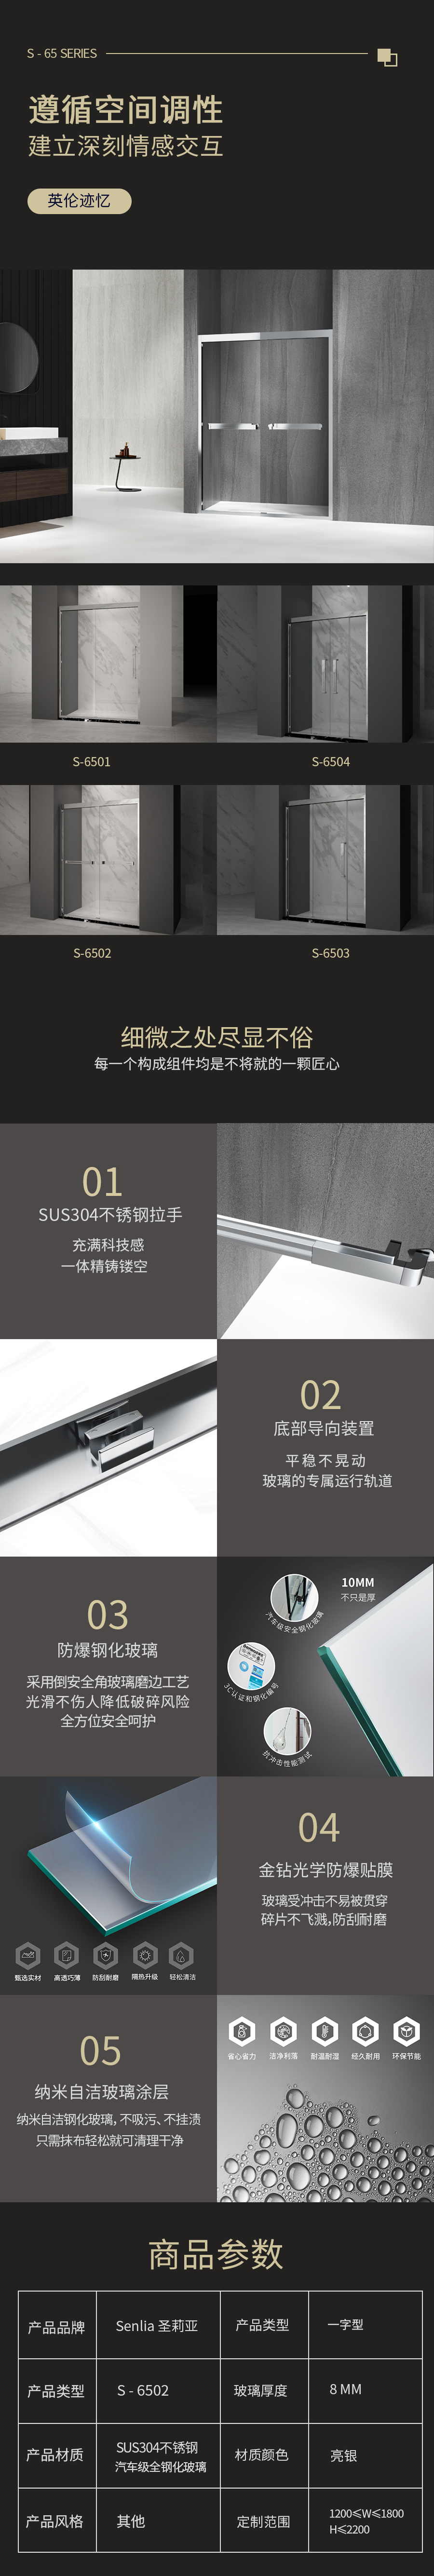 S - 65 SERIES
遵循空间调性
建立深刻情感交互
英伦迹忆
S-6501
S-6504
S-6502
S-6503
细微之处尽显不俗
每一个构成组件均是不将就的一颗匠心
01
SUS304不锈钢拉手
充满科技感
一体精铸镂空
02
底部导向装置
平稳不晃动
玻璃的专属运行轨道
03
防爆钢化玻璃
采用倒安全角玻璃磨边工艺
光滑不伤人降低破碎风险
全方位安全呵护
10MM
不只是厚
汽车级安全钢化玻璃
3C认证和钢化编号
抗冲击性能测试
甄选实材
高透巧薄
防刮耐磨
隔热升级
轻松清洁
04
金钻光学防爆贴膜
玻璃受冲击不易被贯穿
碎片不飞溅,防刮耐磨
05
纳米自洁玻璃涂层
纳米自洁钢化玻璃,不吸污、不挂渍
只需抹布轻松就可清理干净
省心省力
洁净利落
耐温耐湿
经久耐用
环保节能
商品参数
产品品牌
Senlia 圣莉亚
产品类型
一字型
产品类型
S - 6502
玻璃厚度
8 MM
产品材质
SUS304不锈钢
汽车级全钢化玻璃
材质颜色
亮银
产品风格
其他
定制范围
1200≤W≤1800
H≤2200